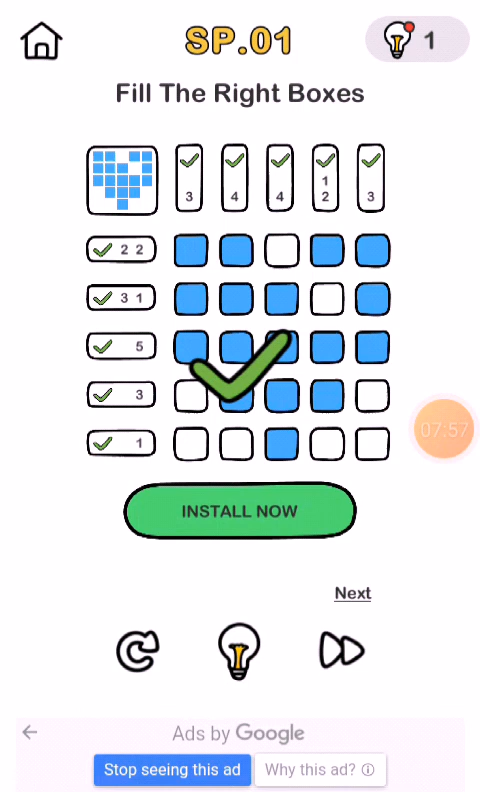 SP.01
1
Fill The Right Boxes
3
4
4
1
2
3
2 2
3 1
5
3
1
07:57
INSTALL NOW
Next
Ads by Google
Stop seeing this ad
Why this ad?